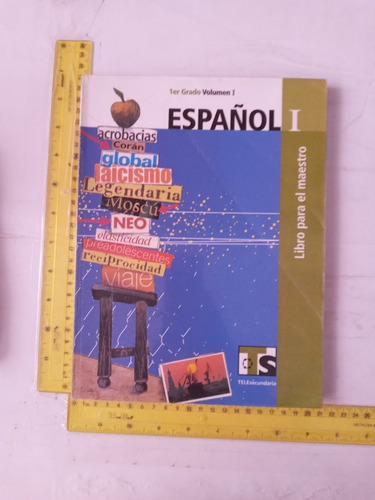 1er Grado Volumen I
ESPAÑOL I
Libro para el maestro
acrobacias
Corán
global
laicismo
Legendaria
Moscú
NEO
elasticidad
preadolescentes
reciprocidad
viaje
TS
TELEsecundaria